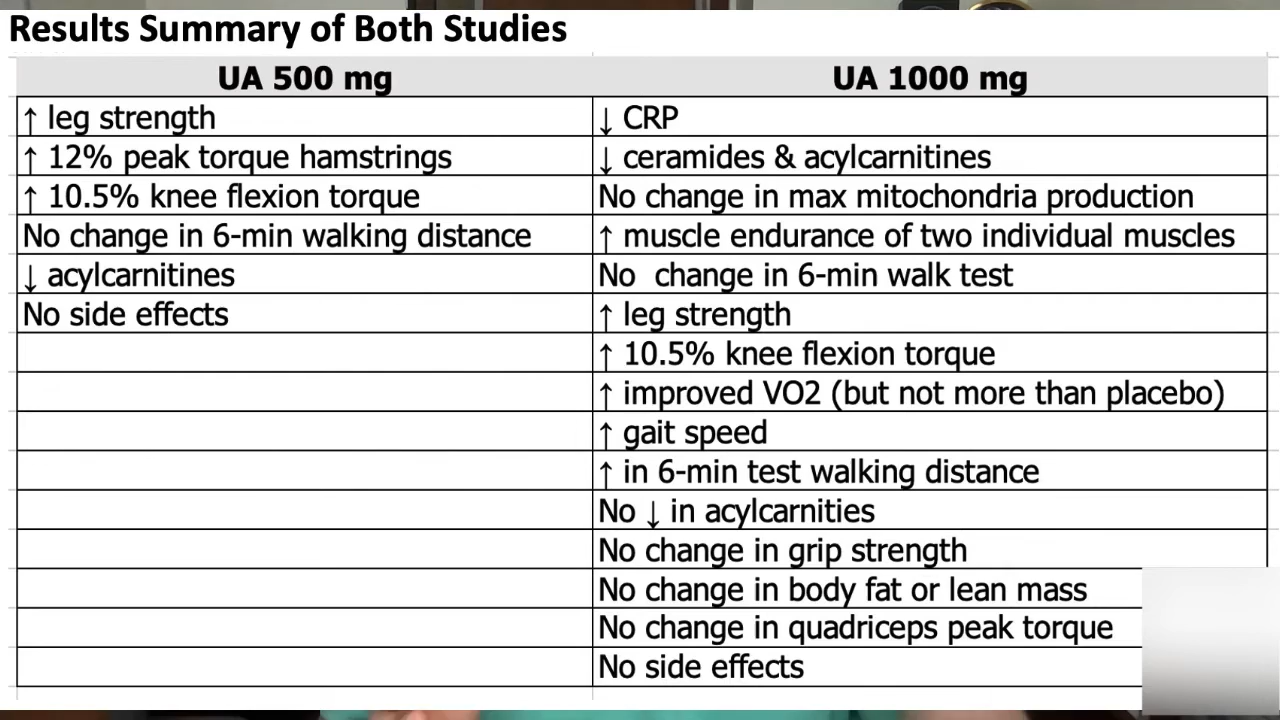 Results Summary of Both Studies
UA 500 mg
UA 1000 mg
↑ leg strength
↓ CRP
↑ 12% peak torque hamstrings
↓ ceramides & acylcarnitines
↑ 10.5% knee flexion torque
No change in max mitochondria production
No change in 6-min walking distance
↑ muscle endurance of two individual muscles
↓ acylcarnitines
No  change in 6-min walk test
No side effects
↑ leg strength
↑ 10.5% knee flexion torque
↑ improved VO2 (but not more than placebo)
↑ gait speed
↑ in 6-min test walking distance
No ↓ in acylcarnities
No change in grip strength
No change in body fat or lean mass
No change in quadriceps peak torque
No side effects